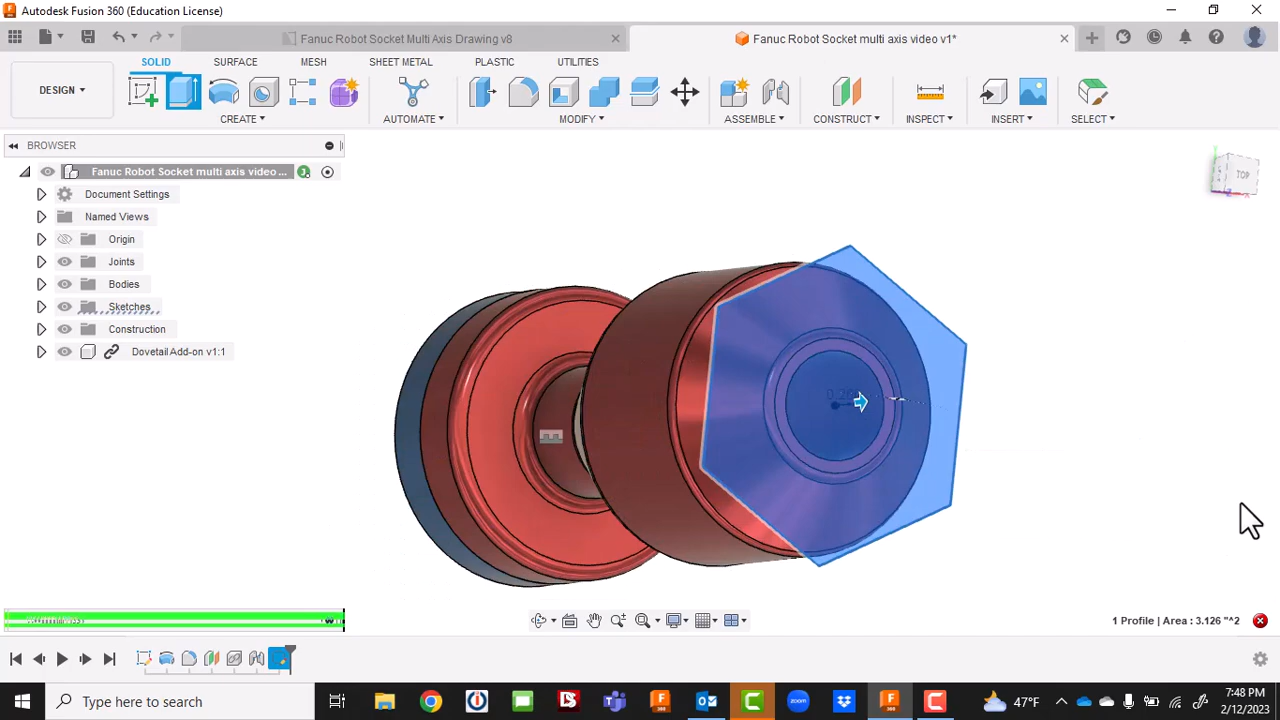 Autodesk Fusion 360 (Education License)
Fanuc Robot Socket Multi Axis Drawing v8
Fanuc Robot Socket multi axis video v1*
SOLID SURFACE MESH SHEET METAL PLASTIC UTILITIES
DESIGN
CREATE AUTOMATE MODIFY ASSEMBLE CONSTRUCT INSPECT INSERT SELECT
BROWSER
Fanuc Robot Socket multi axis video ...
Document Settings
Named Views
Origin
Joints
Bodies
Sketches
Construction
Dovetail Add-on v1:1
TOP
1 Profile | Area : 3.126 "^2
Type to search
47°F
7:48 PM
2/12/2023